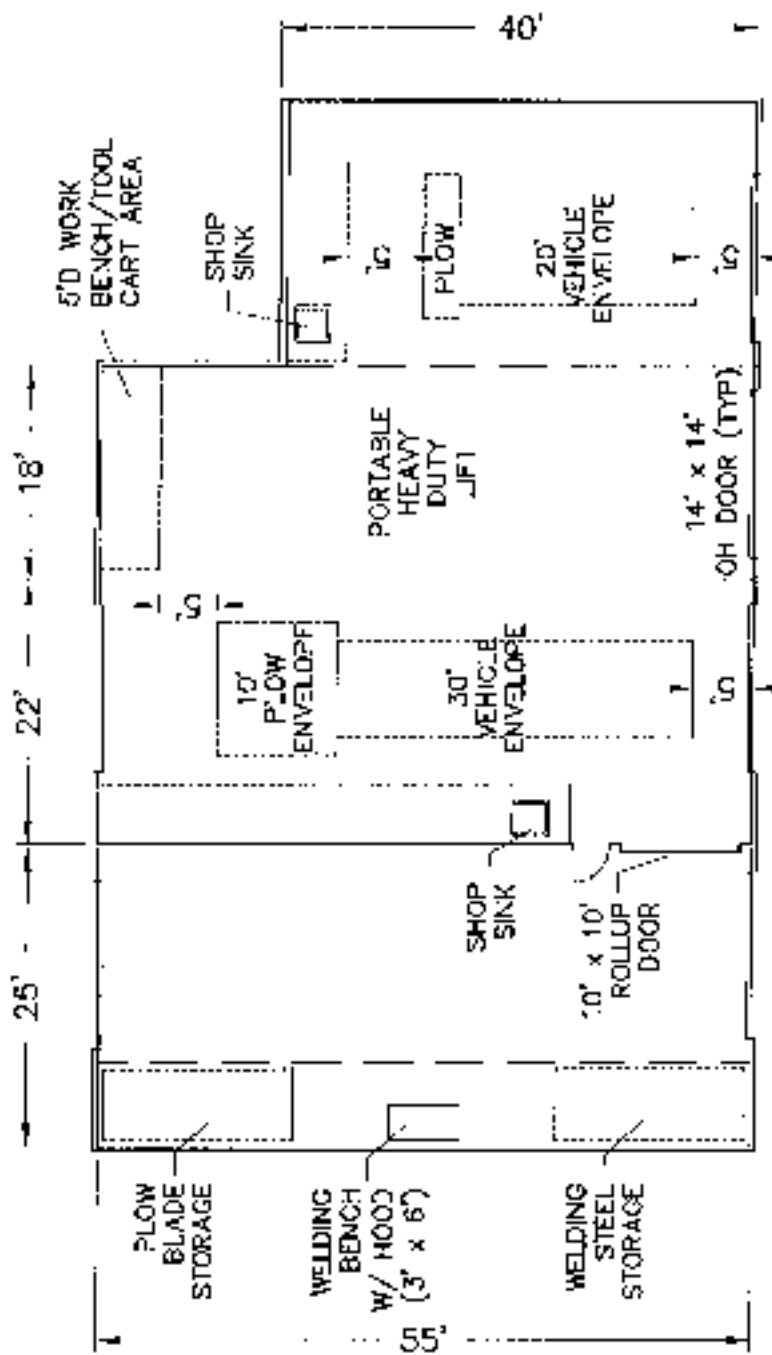 25'
22'
18'
5'D WORK
BENCH/TOOL
CART AREA
SHOP
SINK
40'
5'
PLOW
20'
VEHICLE
ENVELOPE
5'
PORTABLE
HEAVY
DUTY
14' x 14'
OH DOOR (TYP)
5'
10'
PLOW
ENVELOPE
30'
VEHICLE
ENVELOPE
5'
SHOP
SINK
10' x 10'
ROLLUP
DOOR
PLOW
BLADE
STORAGE
WELDING
BENCH
W/ HOOD
(3' x 6')
WELDING
STEEL
STORAGE
55'